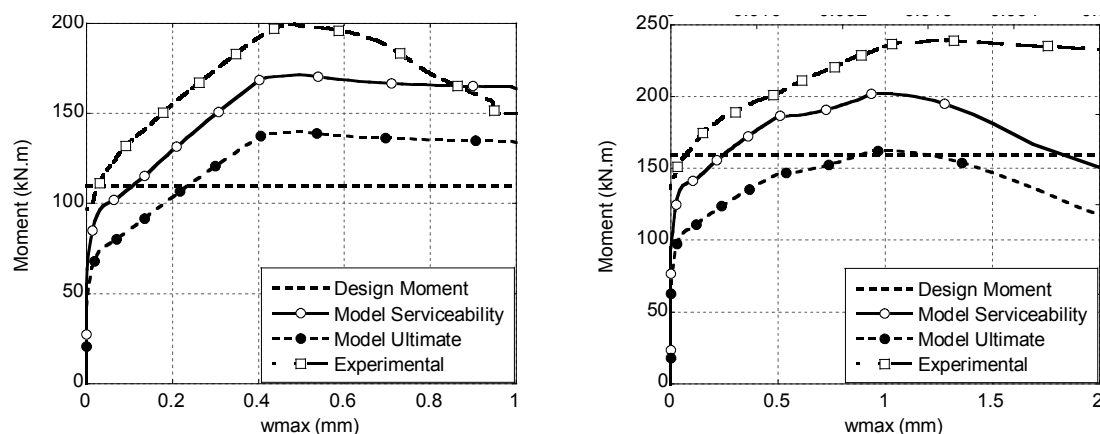 200
150
100
50
0
Moment (kN.m)
0 0.2 0.4 0.6 0.8 1
wmax (mm)
Design Moment
Model Serviceability
Model Ultimate
Experimental
250
200
150
100
50
0
Moment (kN.m)
0 0.5 1 1.5 2
wmax (mm)
Design Moment
Model Serviceability
Model Ultimate
Experimental